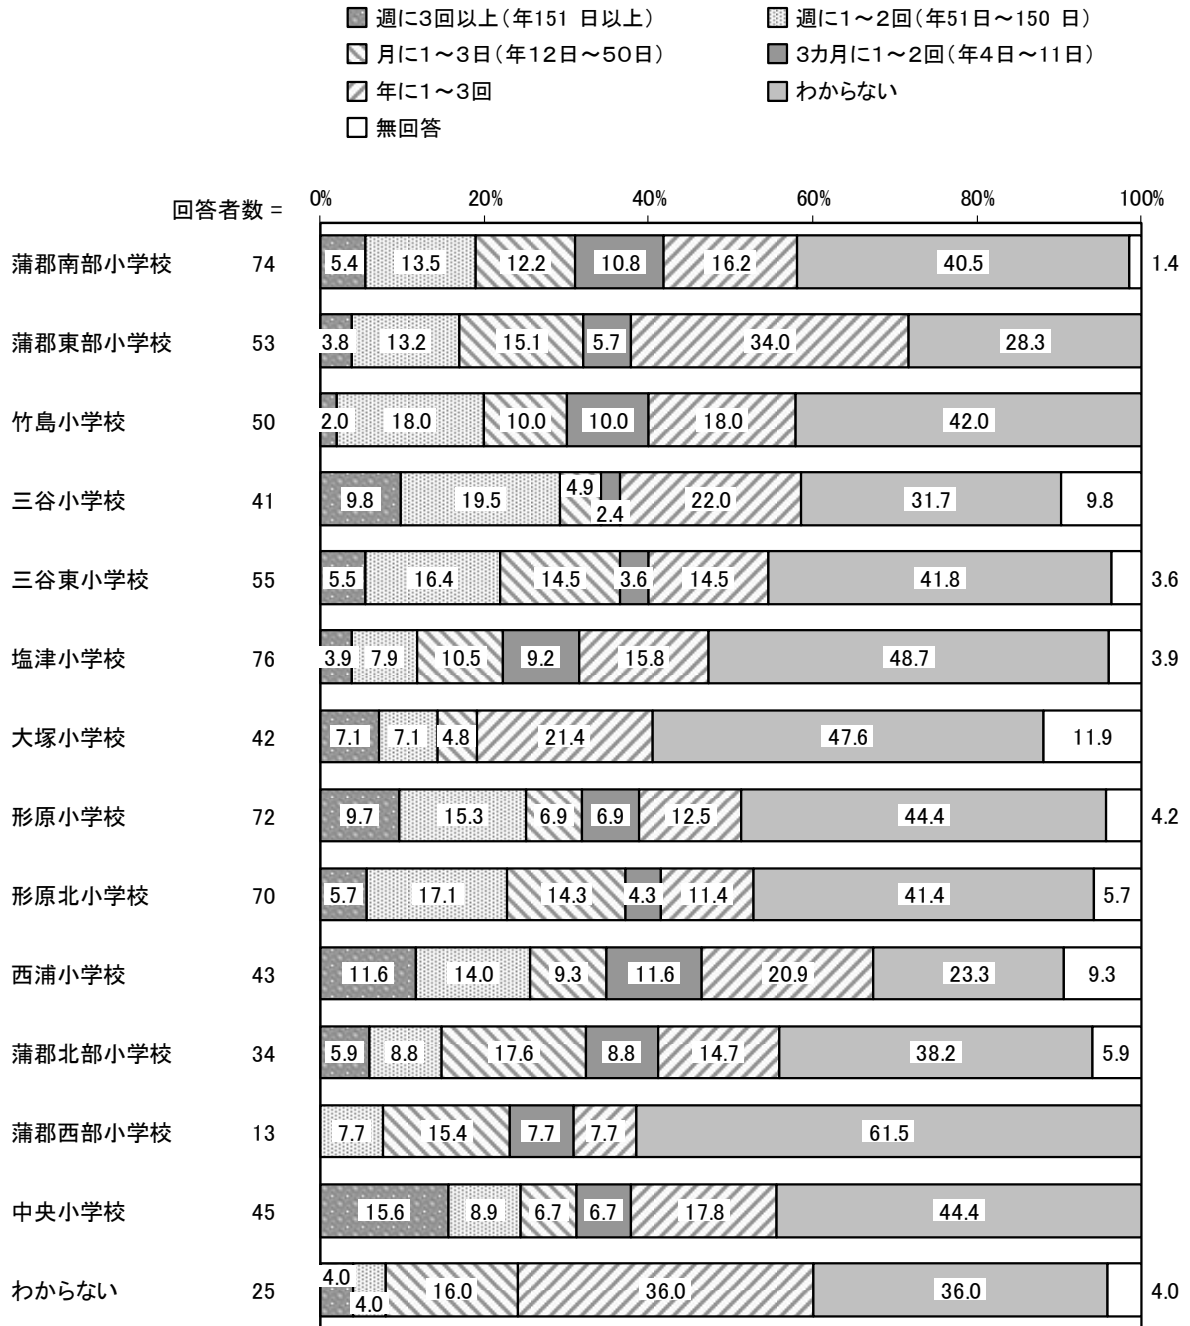 週に３回以上（年151 日以上）
週に１～２回（年51日～150 日）
月に１～３日（年１２日～５０日）
３カ月に１～２回（年４日～11日）
年に１～３回
わからない
無回答
回答者数 =
0% 20% 40% 60% 80% 100%
蒲郡南部小学校 74 5.4 13.5 12.2 10.8 16.2 40.5 1.4
蒲郡東部小学校 53 3.8 13.2 15.1 5.7 34.0 28.3
竹島小学校 50 2.0 18.0 10.0 10.0 18.0 42.0
三谷小学校 41 9.8 19.5 4.9 2.4 22.0 31.7 9.8
三谷東小学校 55 5.5 16.4 14.5 3.6 14.5 41.8 3.6
塩津小学校 76 3.9 7.9 10.5 9.2 15.8 48.7 3.9
大塚小学校 42 7.1 7.1 4.8 21.4 47.6 11.9
形原小学校 72 9.7 15.3 6.9 6.9 12.5 44.4 4.2
形原北小学校 70 5.7 17.1 14.3 4.3 11.4 41.4 5.7
西浦小学校 43 11.6 14.0 9.3 11.6 20.9 23.3 9.3
蒲郡北部小学校 34 5.9 8.8 17.6 8.8 14.7 38.2 5.9
蒲郡西部小学校 13 7.7 15.4 7.7 7.7 61.5
中央小学校 45 15.6 8.9 6.7 6.7 17.8 44.4
わからない 25 4.0 4.0 16.0 36.0 36.0 4.0